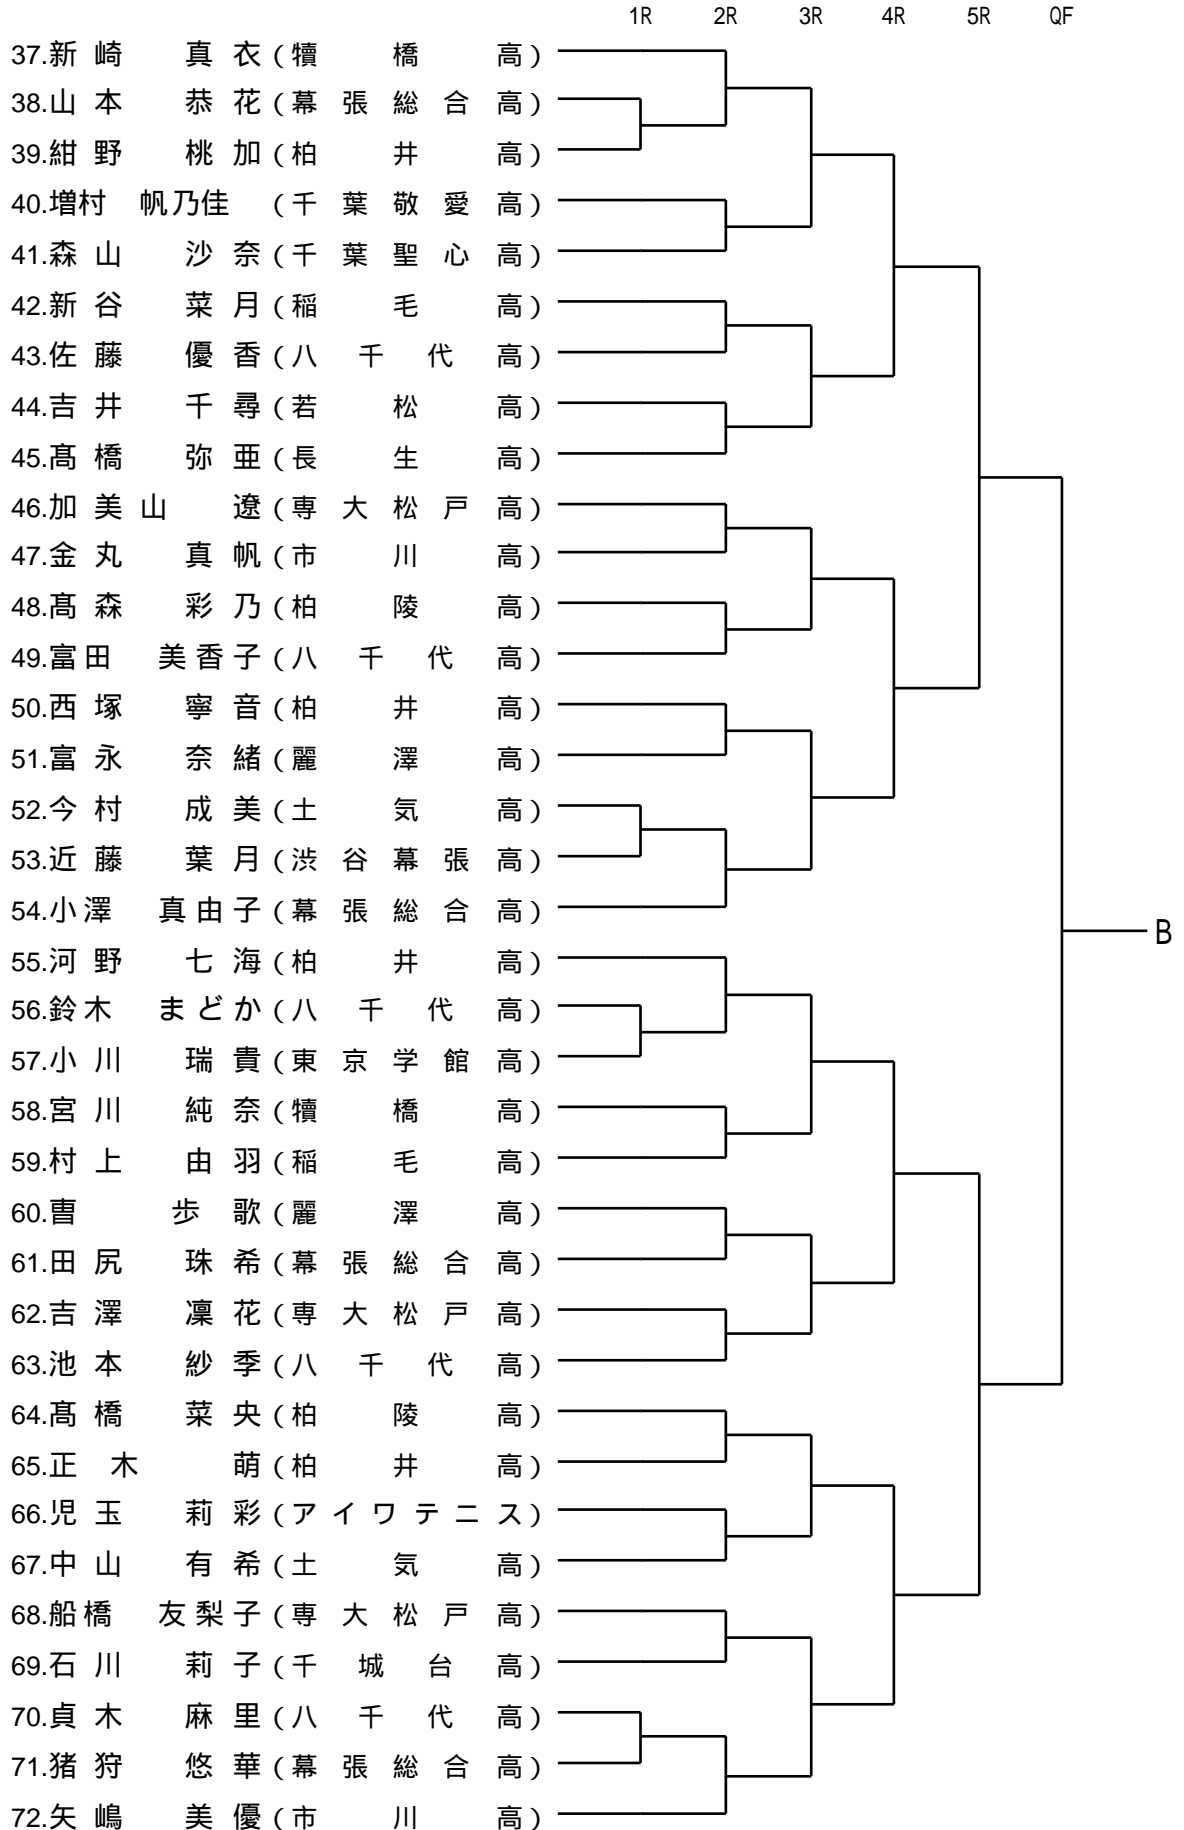 1R 2R 3R 4R 5R QF
37.新崎 真衣(犢橋高)
38.山本 恭花(幕張総合高)
39.紺野 桃加(柏井高)
40.増村 帆乃佳(千葉敬愛高)
41.森山 沙奈(千葉聖心高)
42.新谷 菜月(稲毛高)
43.佐藤 優香(八千代高)
44.吉井 千尋(若松高)
45.髙橋 弥亜(長生高)
46.加美山 遼(専大松戸高)
47.金丸 真帆(市川高)
48.髙森 彩乃(柏陵高)
49.富田 美香子(八千代高)
50.西塚 寧音(柏井高)
51.富永 奈緒(麗澤高)
52.今村 成美(土気高)
53.近藤 葉月(渋谷幕張高)
54.小澤 真由子(幕張総合高)
B
55.河野 七海(柏井高)
56.鈴木 まどか(八千代高)
57.小川 瑞貴(東京学館高)
58.宮川 純奈(犢橋高)
59.村上 由羽(稲毛高)
60.曺 歩歌(麗澤高)
61.田尻 珠希(幕張総合高)
62.吉澤 凜花(専大松戸高)
63.池本 紗季(八千代高)
64.髙橋 菜央(柏陵高)
65.正木 萌(柏井高)
66.児玉 莉彩(アイワテニス)
67.中山 有希(土気高)
68.船橋 友梨子(専大松戸高)
69.石川 莉子(千城台高)
70.貞木 麻里(八千代高)
71.猪狩 悠華(幕張総合高)
72.矢嶋 美優(市川高)